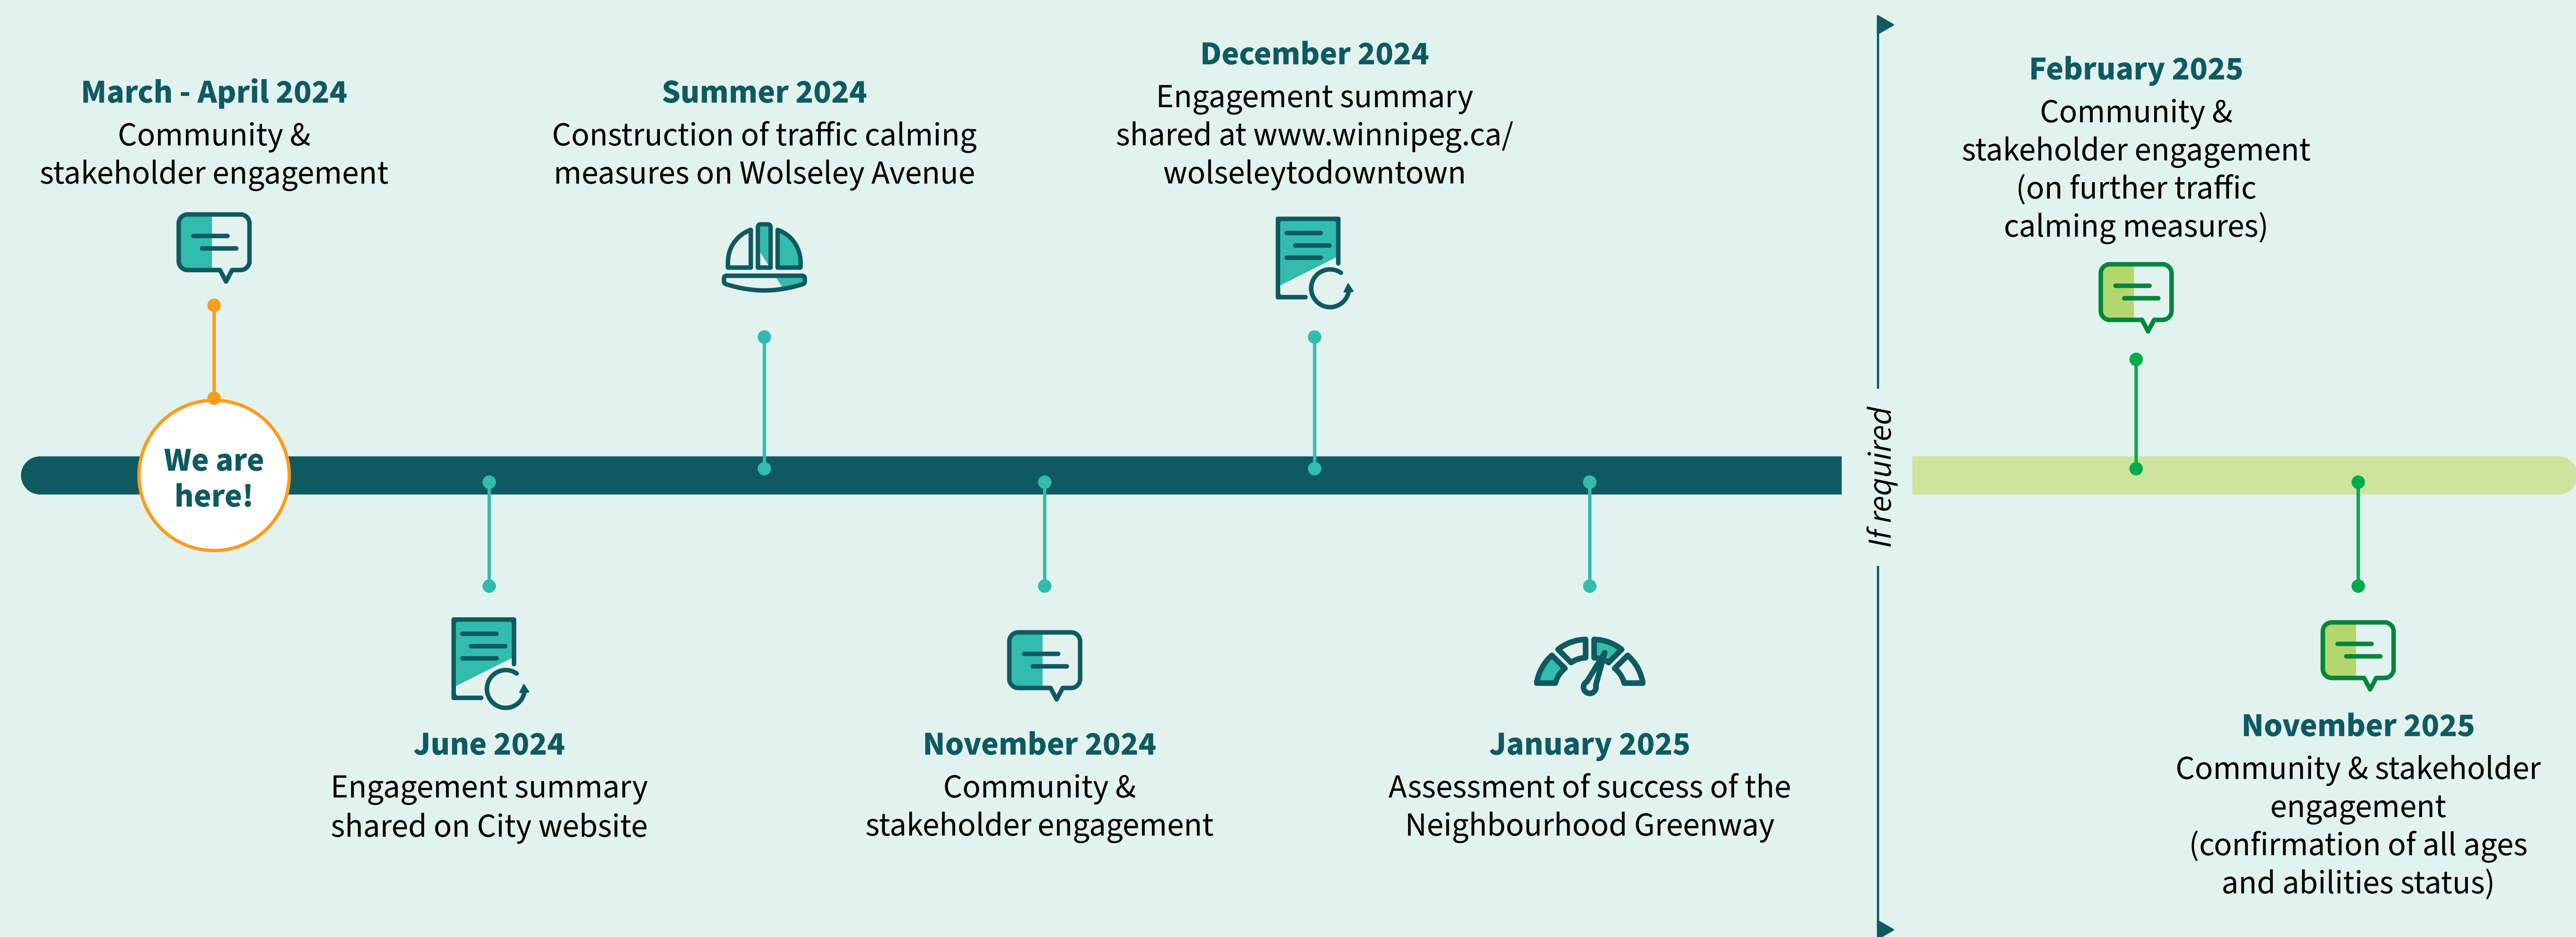 March - April 2024
Community &
stakeholder engagement
We are
here!
June 2024
Engagement summary
shared on City website
Summer 2024
Construction of traffic calming
measures on Wolseley Avenue
November 2024
Community &
stakeholder engagement
December 2024
Engagement summary
shared at www.winnipeg.ca/
wolseleytodowntown
January 2025
Assessment of success of the
Neighbourhood Greenway
If required
February 2025
Community &
stakeholder engagement
(on further traffic
calming measures)
November 2025
Community & stakeholder
engagement
(confirmation of all ages
and abilities status)